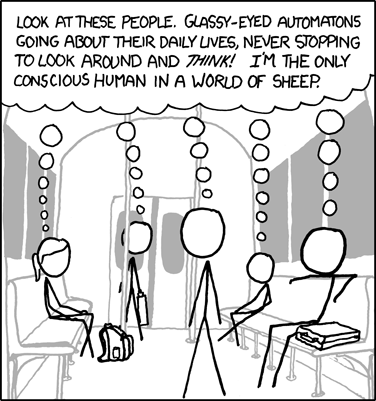 LOOK AT THESE PEOPLE. GLASSY-EYED AUTOMATONS
GOING ABOUT THEIR DAILY LIVES, NEVER STOPPING
TO LOOK AROUND AND THINK! I'M THE ONLY
CONSCIOUS HUMAN IN A WORLD OF SHEEP.